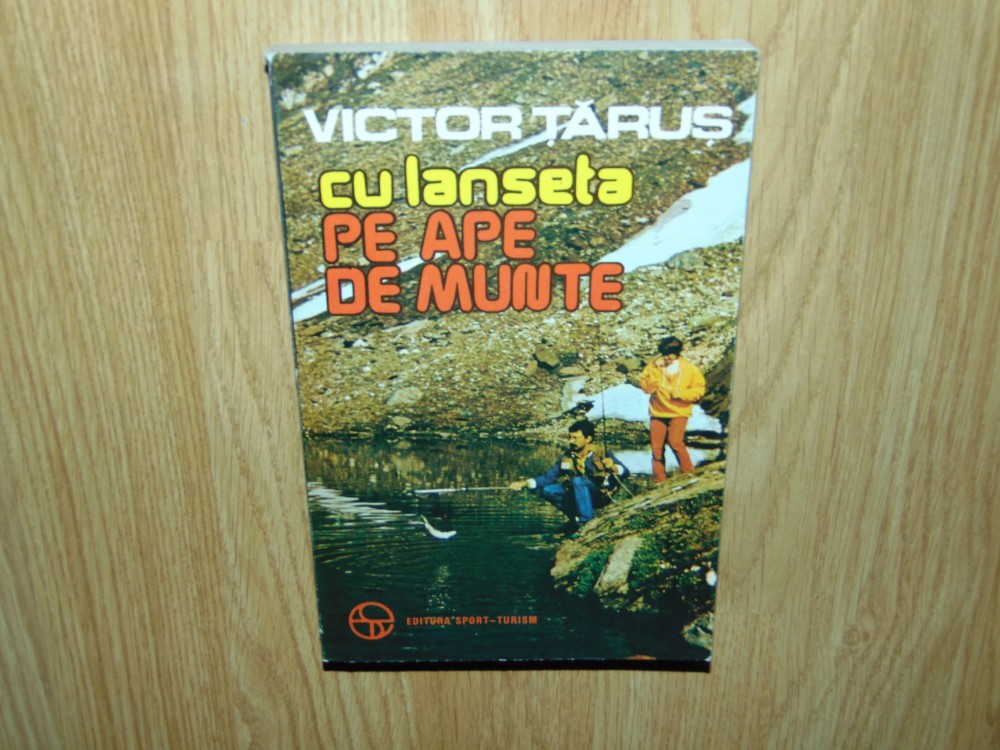 VICTOR ȚĂRUȘ
cu lanseta
PE APE
DE MUNTE
EDITURA SPORT-TURISM